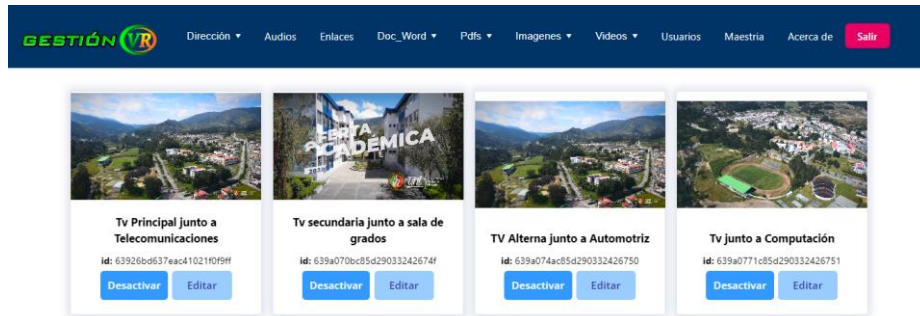 GESTIÓN VR Dirección ▾ Audios Enlaces Doc_Word ▾ Pdfs ▾ Imagenes ▾ Videos ▾ Usuarios Maestria Acerca de Salir
OFERTA
ACADÉMICA
Tv Principal junto a
Telecomunicaciones
id: 63926bd637eac41021f0f9ff
Desactivar Editar
Tv secundaria junto a sala de
grados
id: 639a070bc85d29033242674f
Desactivar Editar
TV Alterna junto a Automotriz
id: 639a074ac85d290332426750
Desactivar Editar
Tv junto a Computación
id: 639a0771c85d290332426751
Desactivar Editar